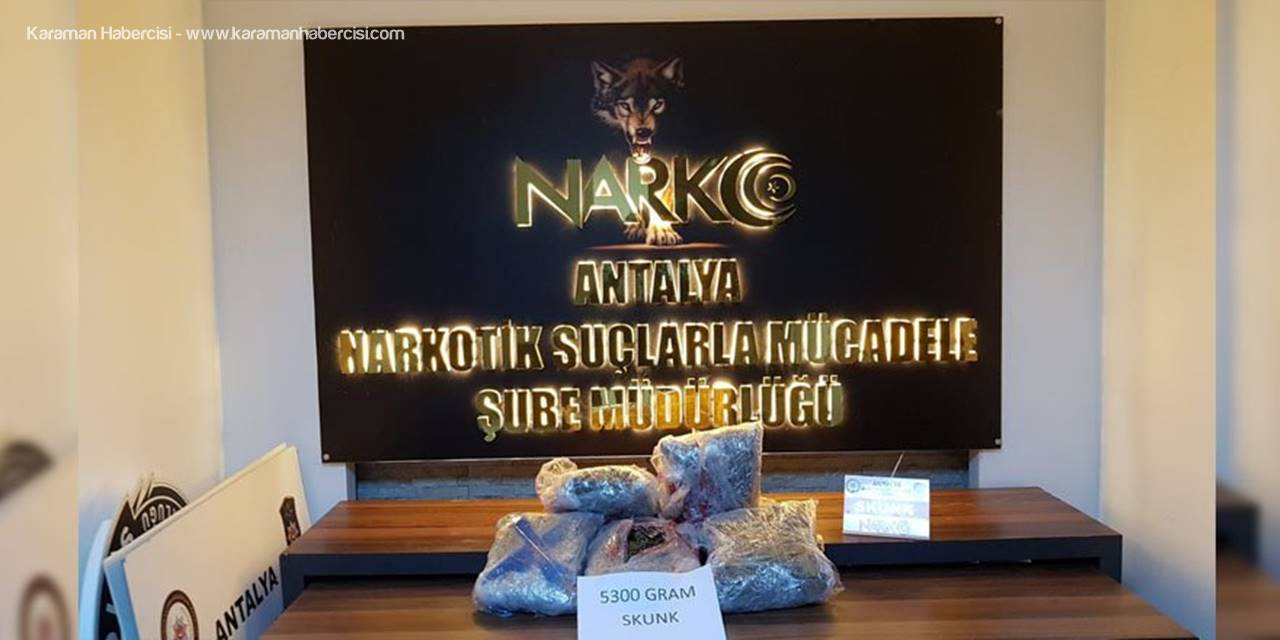 Karaman Habercisi - www.karamanhabercisi.com
NARKO
ANTALYA
NARKOTİK SUÇLARLA MÜCADELE
ŞUBE MÜDÜRLÜĞÜ
SKUNK
NARKO
5300 GRAM
SKUNK
ANTALYA